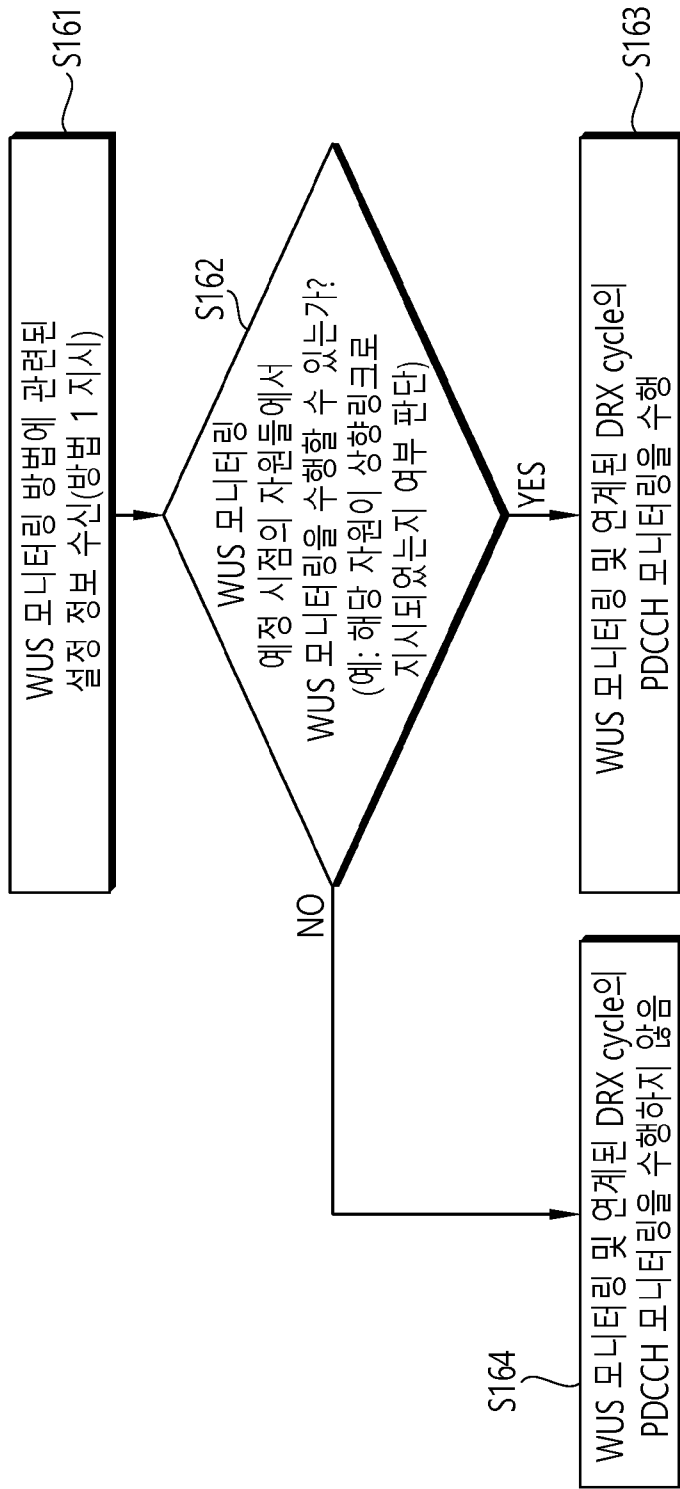 S161
WUS 모니터링 방법에 관련된
설정 정보 수신(방법 1 지시)
S162
WUS 모니터링
예정 시점의 자원들에서
WUS 모니터링을 수행할 수 있는가?
(예: 해당 자원이 상향링크로
지시되었는지 여부 판단)
NO
YES
S163
WUS 모니터링 및 연계된 DRX cycle의
PDCCH 모니터링을 수행
S164
WUS 모니터링 및 연계된 DRX cycle의
PDCCH 모니터링을 수행하지 않음